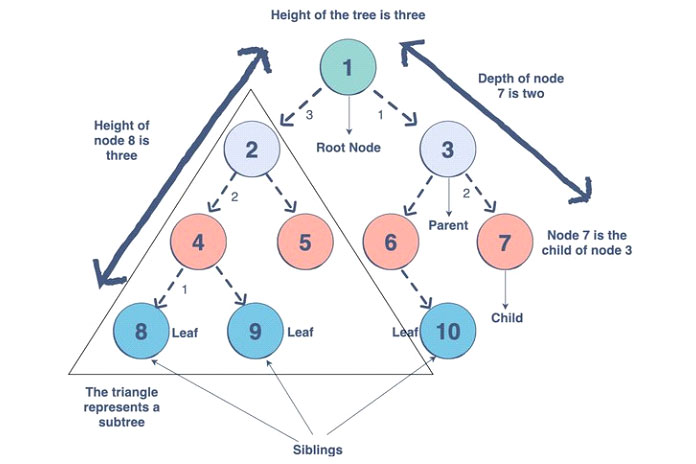 Height of the tree is three
1
Depth of node
7 is two
3
1
Height of
node 8 is
three
2
Root Node
3
2
2
Parent
4
5
6
7
Node 7 is the
child of node 3
1
Child
8
Leaf
9
Leaf
Leaf
10
The triangle
represents a
subtree
Siblings